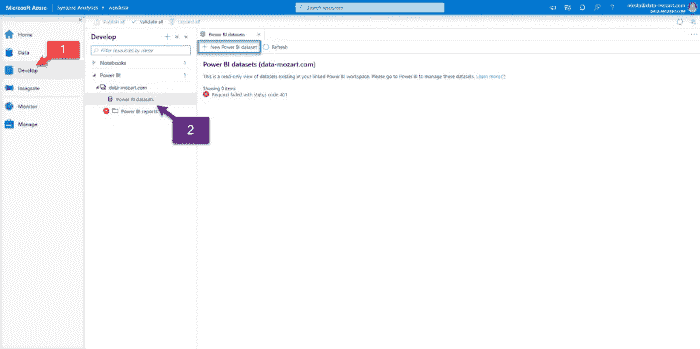 Microsoft Azure
Synapse Analytics
Search resources
DATA-MOZART.COM
Publish all
Validate all
Discard all
Home
Data
Develop
Integrate
Monitor
Manage
1
Develop
Filter resources by name
Notebooks
Power BI
data-mozart.com
Power BI datasets
Power BI reports
2
Power BI datasets
New Power BI dataset
Refresh
Power BI datasets (data-mozart.com)
This is a read-only view of datasets existing in your linked Power BI workspace. Please go to Power BI to manage these datasets. Learn more
Showing 0 items
Request failed with status code 401